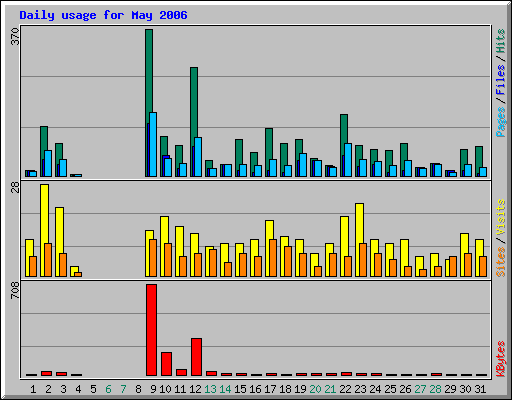 Daily usage for May 2006
370
28
708
Pages / Files / Hits
Sites / Visits
KBytes
1 2 3 4 5 6 7 8 9 10 11 12 13 14 15 16 17 18 19 20 21 22 23 24 25 26 27 28 29 30 31